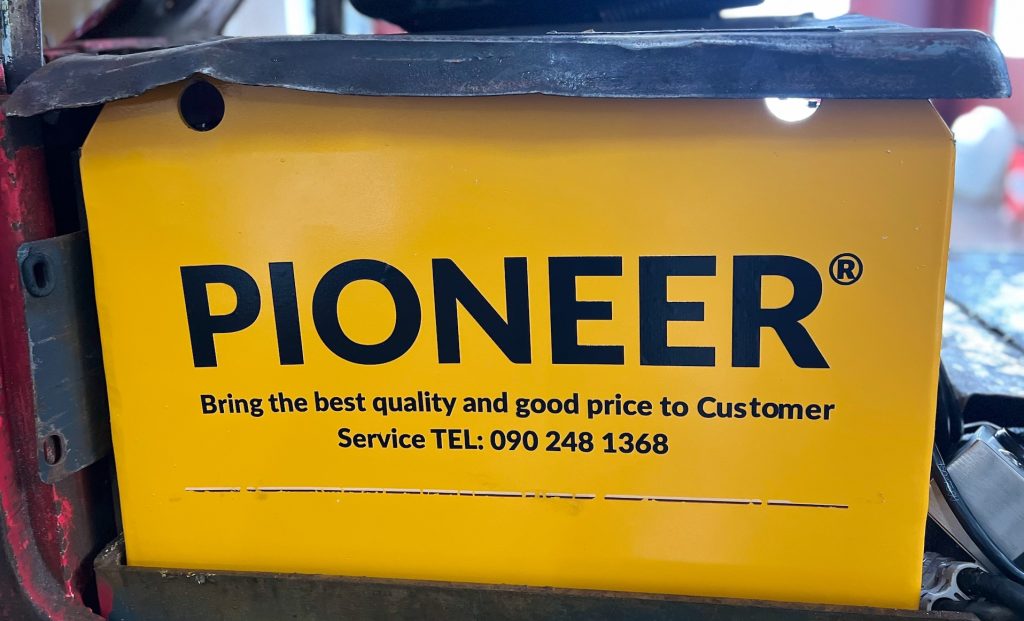 PIONEER®
Bring the best quality and good price to Customer
Service TEL: 090 248 1368